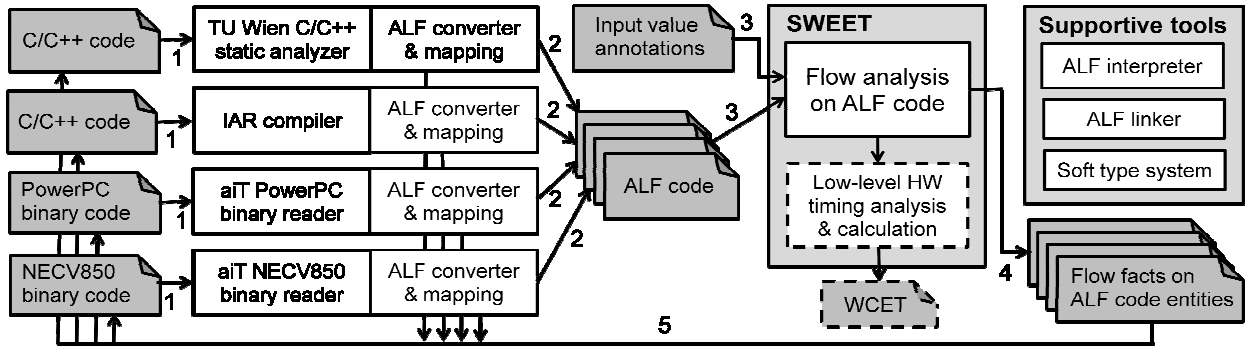 C/C++ code
1
TU Wien C/C++
static analyzer
ALF converter
& mapping
2
C/C++ code
1
IAR compiler
ALF converter
& mapping
2
PowerPC
binary code
1
aiT PowerPC
binary reader
ALF converter
& mapping
2
NECV850
binary code
1
aiT NECV850
binary reader
ALF converter
& mapping
2
ALF code
Input value
annotations
3
3
SWEET
Flow analysis
on ALF code
Low-level HW
timing analysis
& calculation
WCET
4
Supportive tools
ALF interpreter
ALF linker
Soft type system
Flow facts on
ALF code entities
5